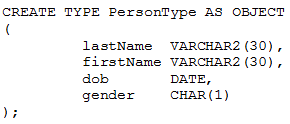 CREATE TYPE PersonType AS OBJECT
(
lastName VARCHAR2(30),
firstName VARCHAR2(30),
dob DATE,
gender CHAR(1)
);